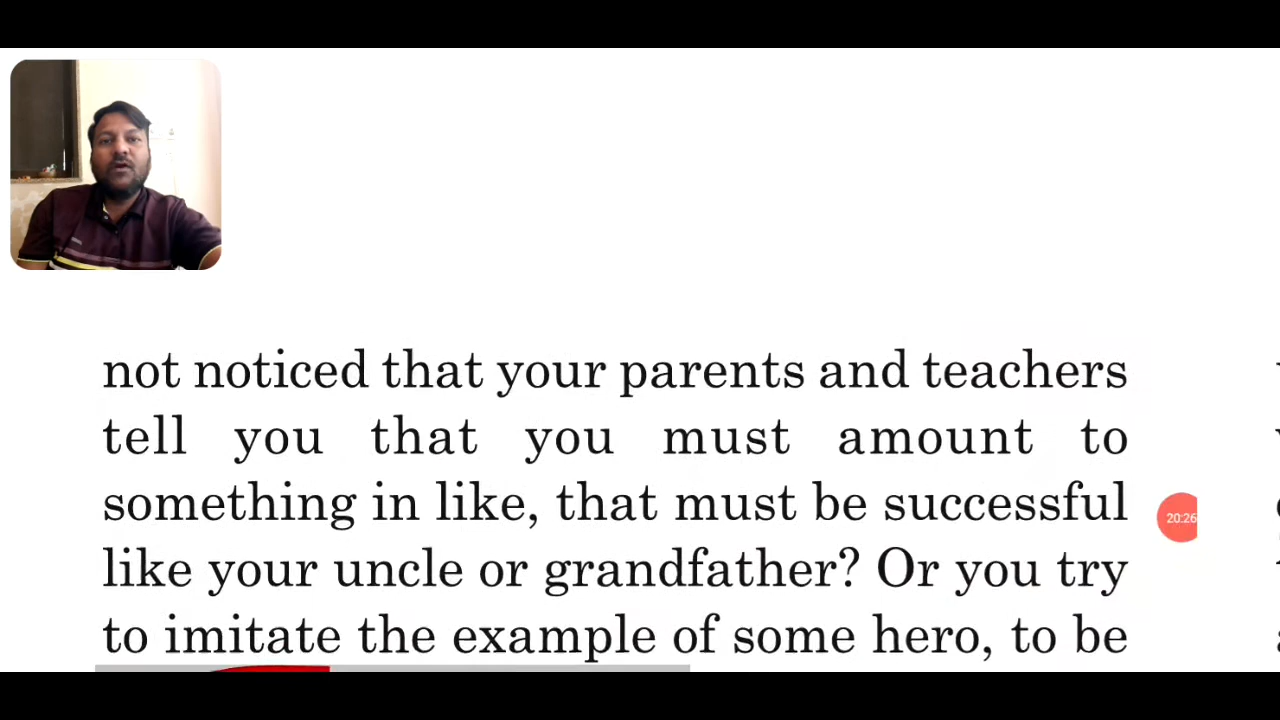 not noticed that your parents and teachers
tell you that you must amount to
something in like, that must be successful
like your uncle or grandfather? Or you try
to imitate the example of some hero, to be
20:26